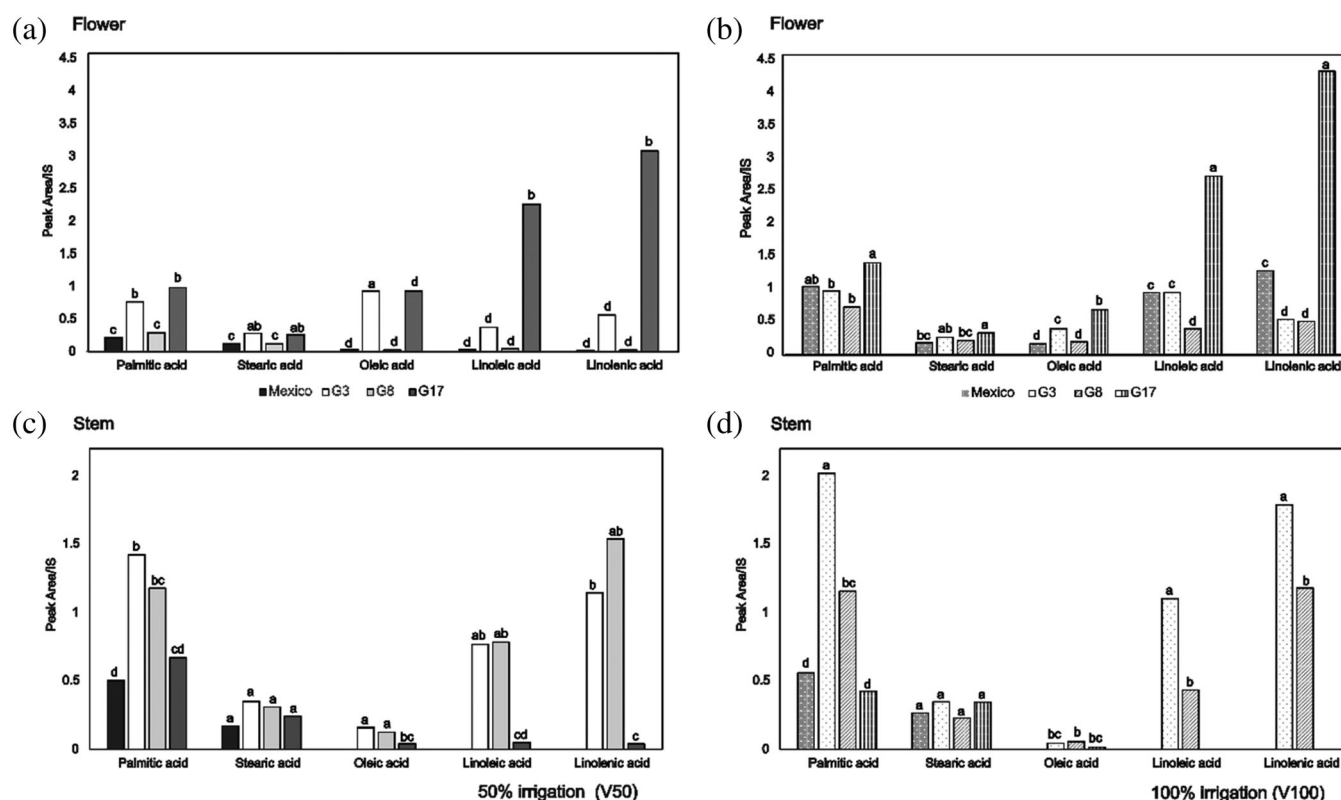 (a) Flower
4.5
4
3.5
3
2.5
2
1.5
1
0.5
0
Peak Area/IS
c b b b
c ab c ab
d a d d
d d d b
d d d b
Palmitic acid Stearic acid Oleic acid Linoleic acid Linolenic acid
Mexico G3 G8 G17
(b) Flower
4.5
4
3.5
3
2.5
2
1.5
1
0.5
0
Peak Area/IS
ab b b a
bc ab bc a
d c d b
c c d a
c d d a
Palmitic acid Stearic acid Oleic acid Linoleic acid Linolenic acid
Mexico G3 G8 G17
(c) Stem
2
1.5
1
0.5
0
Peak Area/IS
d b bc cd
a a a a
a a bc
ab ab cd
b ab c
Palmitic acid Stearic acid Oleic acid Linoleic acid Linolenic acid
50% irrigation (V50)
(d) Stem
2
1.5
1
0.5
0
Peak Area/IS
d a bc d
a a a a
bc b bc
a b
a b
Palmitic acid Stearic acid Oleic acid Linoleic acid Linolenic acid
100% irrigation (V100)